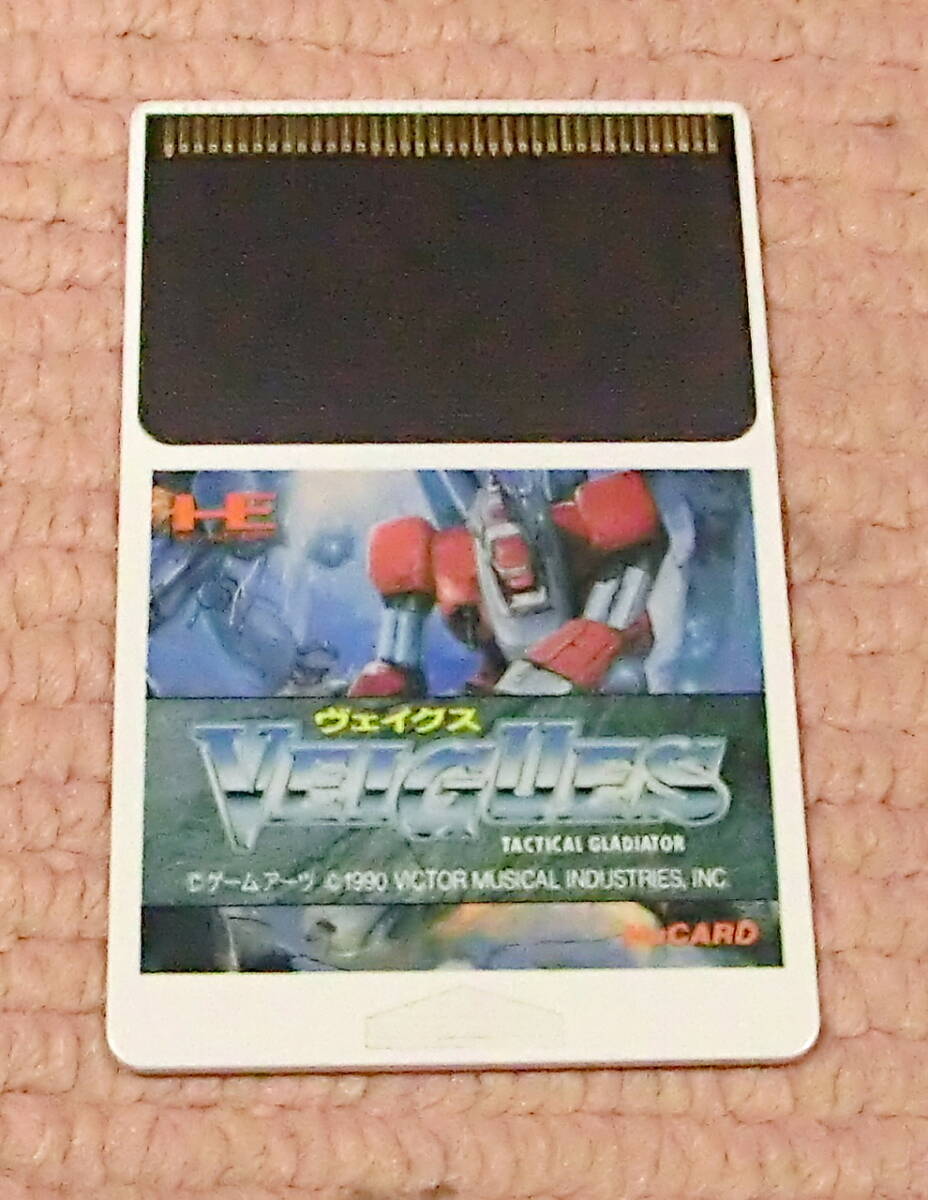 HE
ヴェイグス
VEIGUES
TACTICAL GLADIATOR
©ゲームアーツ ©1990 VICTOR MUSICAL INDUSTRIES, INC.
HuCARD